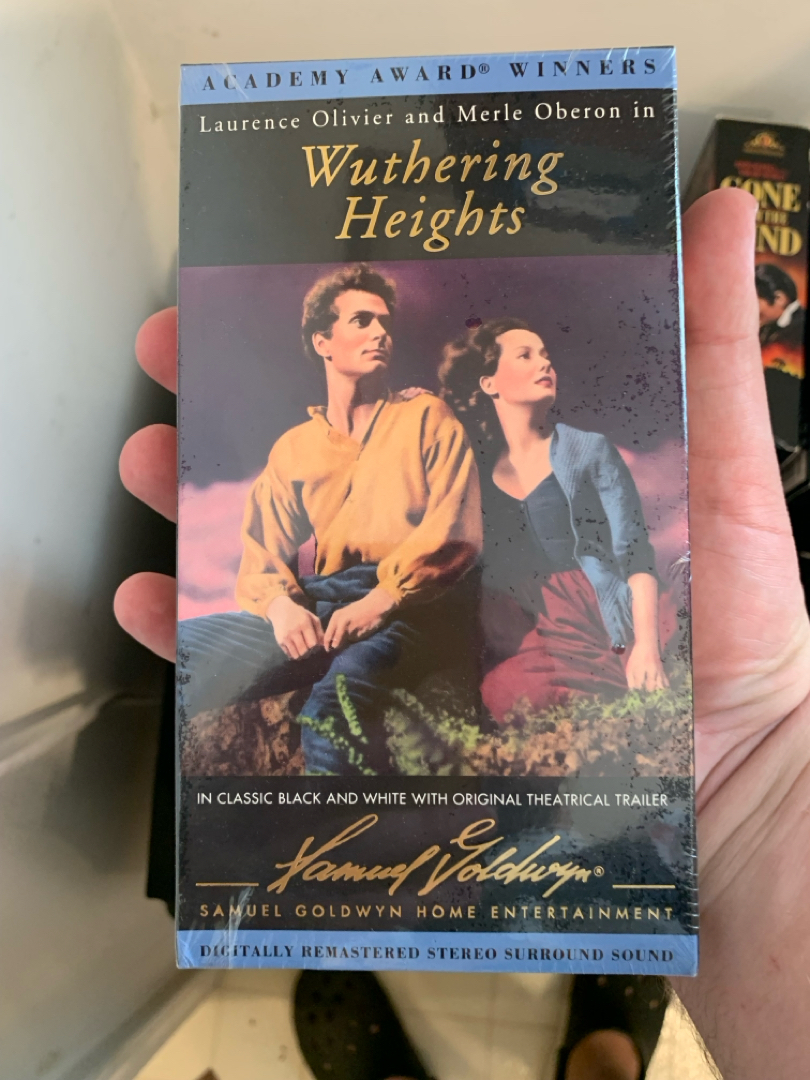 ACADEMY AWARD® WINNERS
Laurence Olivier and Merle Oberon in
Wuthering
Heights
IN CLASSIC BLACK AND WHITE WITH ORIGINAL THEATRICAL TRAILER
Samuel Goldwyn®
SAMUEL GOLDWYN HOME ENTERTAINMENT
DIGITALLY REMASTERED STEREO SURROUND SOUND
GONE
THE